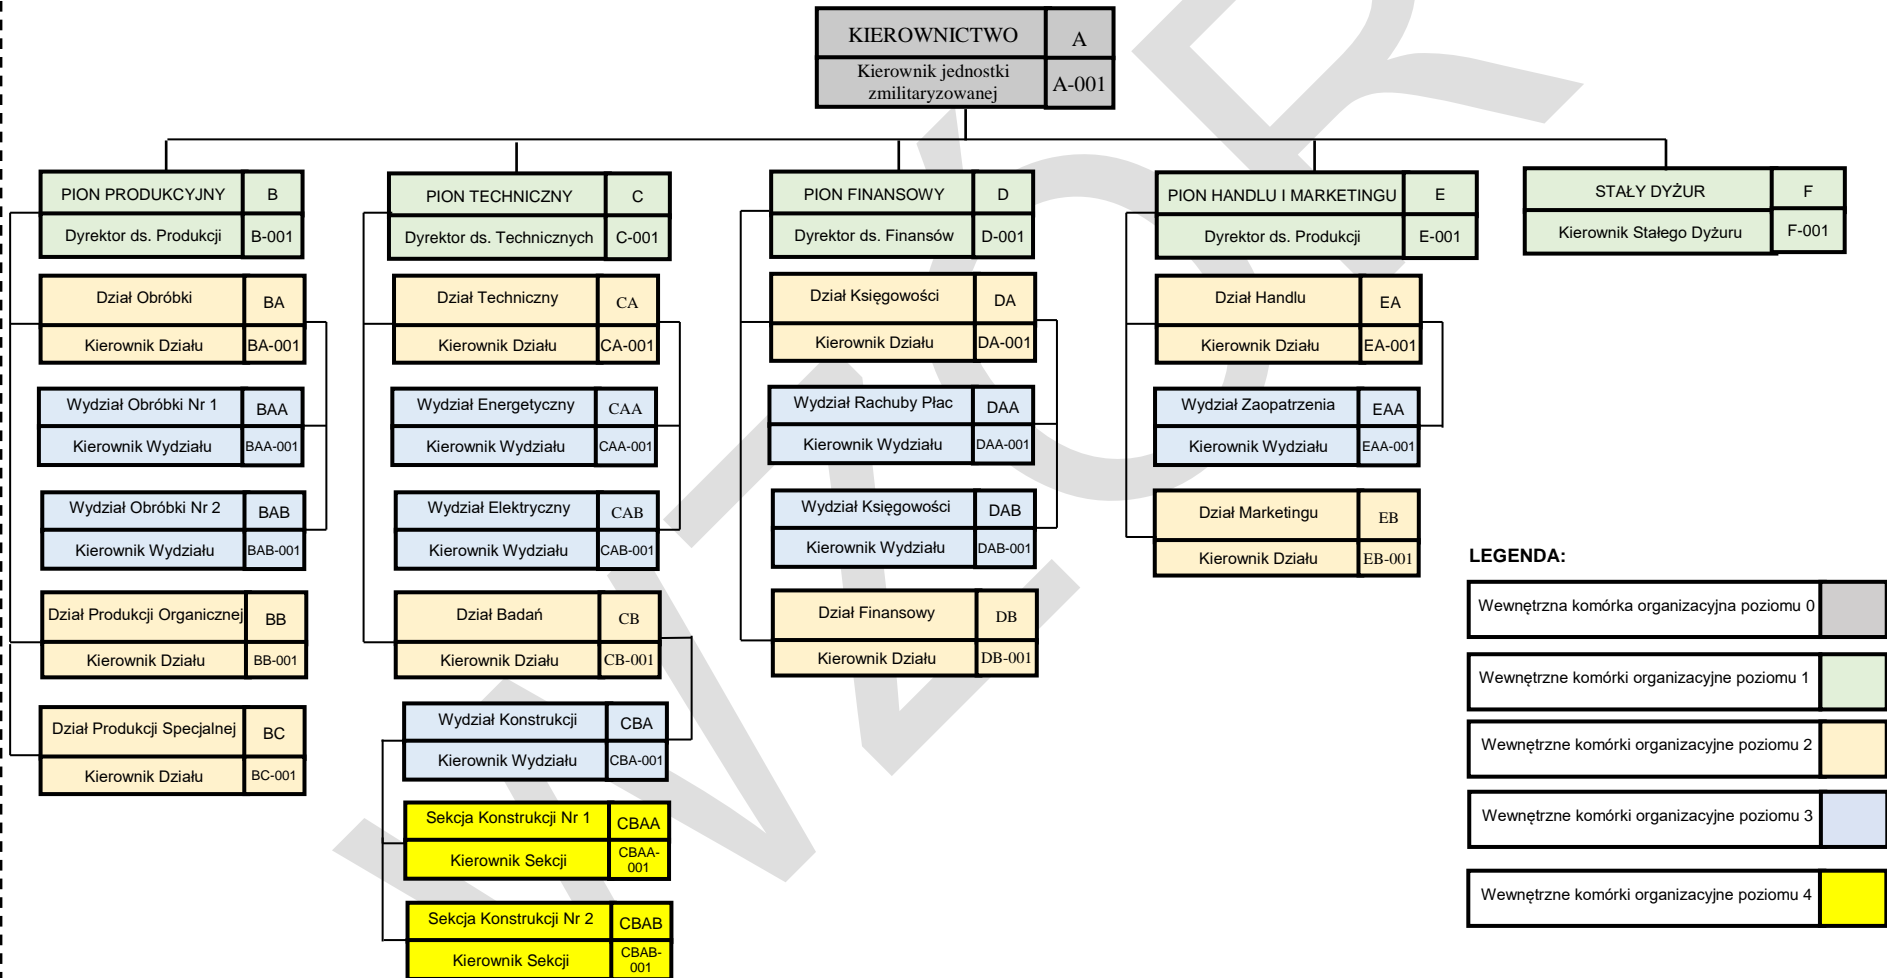 KIEROWNICTWO A
Kierownik jednostki
zmilitaryzowanej A-001
PION PRODUKCYJNY B
Dyrektor ds. Produkcji B-001
Dział Obróbki BA
Kierownik Działu BA-001
Wydział Obróbki Nr 1 BAA
Kierownik Wydziału BAA-001
Wydział Obróbki Nr 2 BAB
Kierownik Wydziału BAB-001
Dział Produkcji Organicznej BB
Kierownik Działu BB-001
Dział Produkcji Specjalnej BC
Kierownik Działu BC-001
PION TECHNICZNY C
Dyrektor ds. Technicznych C-001
Dział Techniczny CA
Kierownik Działu CA-001
Wydział Energetyczny CAA
Kierownik Wydziału CAA-001
Wydział Elektryczny CAB
Kierownik Wydziału CAB-001
Dział Badań CB
Kierownik Działu CB-001
Wydział Konstrukcji CBA
Kierownik Wydziału CBA-001
Sekcja Konstrukcji Nr 1 CBAA
Kierownik Sekcji CBAA-
001
Sekcja Konstrukcji Nr 2 CBAB
Kierownik Sekcji CBAB-
001
PION FINANSOWY D
Dyrektor ds. Finansów D-001
Dział Księgowości DA
Kierownik Działu DA-001
Wydział Rachuby Płac DAA
Kierownik Wydziału DAA-001
Wydział Księgowości DAB
Kierownik Wydziału DAB-001
Dział Finansowy DB
Kierownik Działu DB-001
PION HANDLU I MARKETINGU E
Dyrektor ds. Produkcji E-001
Dział Handlu EA
Kierownik Działu EA-001
Wydział Zaopatrzenia EAA
Kierownik Wydziału EAA-001
Dział Marketingu EB
Kierownik Działu EB-001
STAŁY DYŻUR F
Kierownik Stałego Dyżuru F-001
LEGENDA:
Wewnętrzna komórka organizacyjna poziomu 0
Wewnętrzne komórki organizacyjne poziomu 1
Wewnętrzne komórki organizacyjne poziomu 2
Wewnętrzne komórki organizacyjne poziomu 3
Wewnętrzne komórki organizacyjne poziomu 4
WZÓR